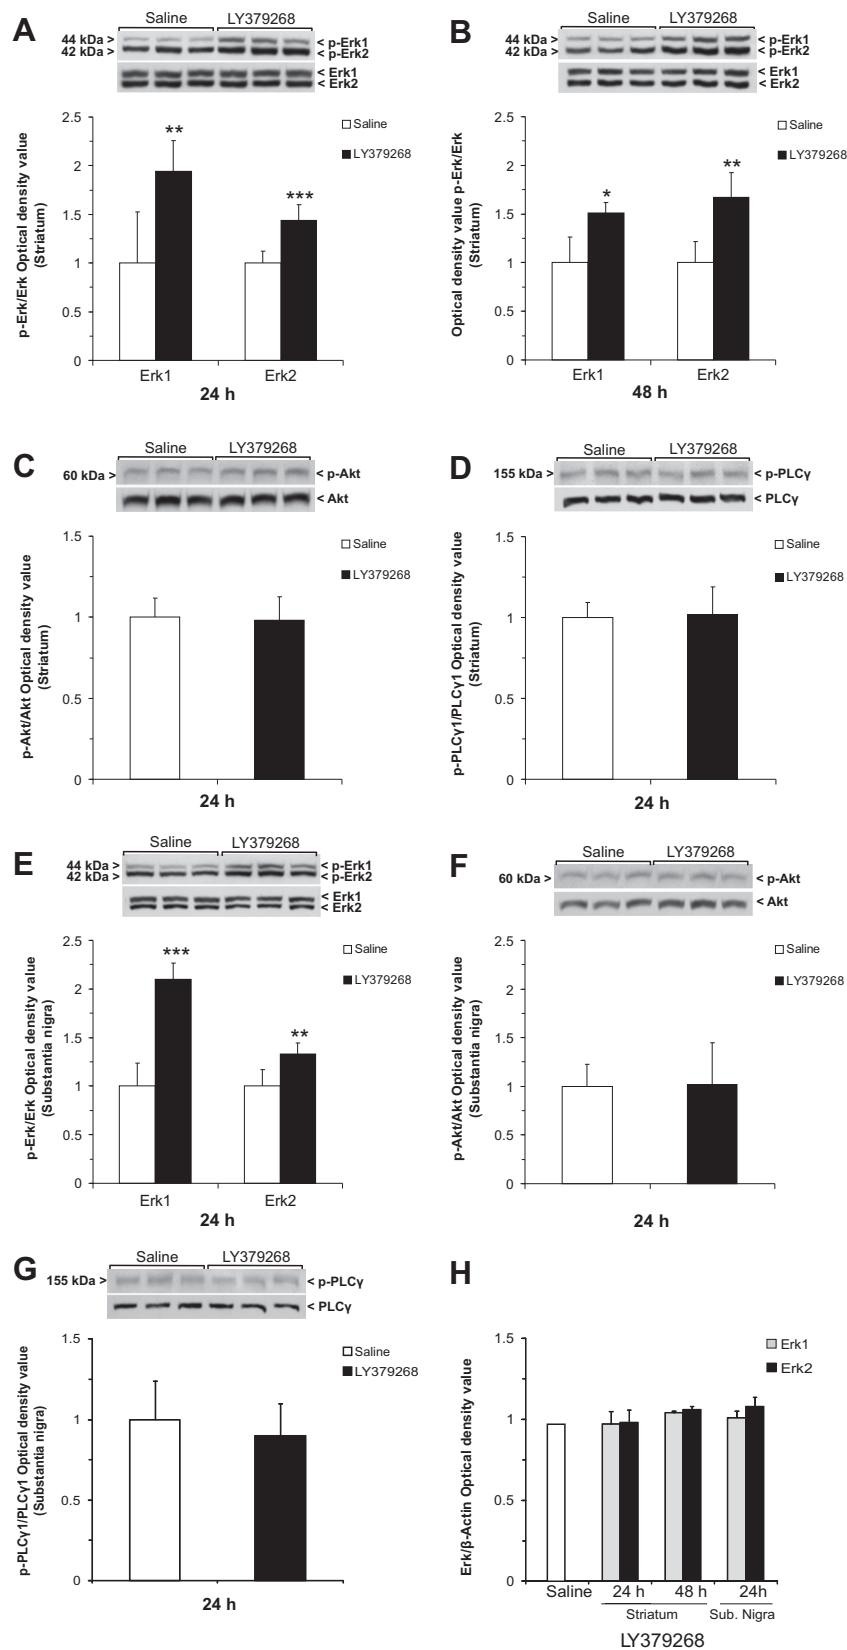 A
Saline LY379268
44 kDa >
42 kDa >
< p-Erk1
< p-Erk2
< Erk1
< Erk2
p-Erk/Erk Optical density value
(Striatum)
2.5
2
1.5
1
0.5
0
**
***
Saline
LY379268
Erk1 Erk2
24 h
B
Saline LY379268
44 kDa >
42 kDa >
< p-Erk1
< p-Erk2
< Erk1
< Erk2
Optical density value p-Erk/Erk
(Striatum)
2.5
2
1.5
1
0.5
0
*
**
Saline
LY379268
Erk1 Erk2
48 h
C
Saline LY379268
60 kDa >
< p-Akt
< Akt
p-Akt/Akt Optical density value
(Striatum)
1.5
1
0.5
0
Saline
LY379268
24 h
D
Saline LY379268
155 kDa >
< p-PLCγ
< PLCγ
p-PLCγ1/PLCγ1 Optical density value
(Striatum)
1.5
1
0.5
0
Saline
LY379268
24 h
E
Saline LY379268
44 kDa >
42 kDa >
< p-Erk1
< p-Erk2
< Erk1
< Erk2
p-Erk/Erk Optical density value
(Substantia nigra)
2.5
2
1.5
1
0.5
0
***
**
Saline
LY379268
Erk1 Erk2
24 h
F
Saline LY379268
60 kDa >
< p-Akt
< Akt
p-Akt/Akt Optical density value
(Substantia nigra)
2.5
2
1.5
1
0.5
0
Saline
LY379268
24 h
G
Saline LY379268
155 kDa >
< p-PLCγ
< PLCγ
p-PLCγ1/PLCγ1 Optical density value
(Substantia nigra)
1.5
1
0.5
0
Saline
LY379268
24 h
H
Erk/β-Actin Optical density value
1.5
1
0.5
0
Erk1
Erk2
Saline 24 h 48 h 24h
Striatum Sub. Nigra
LY379268